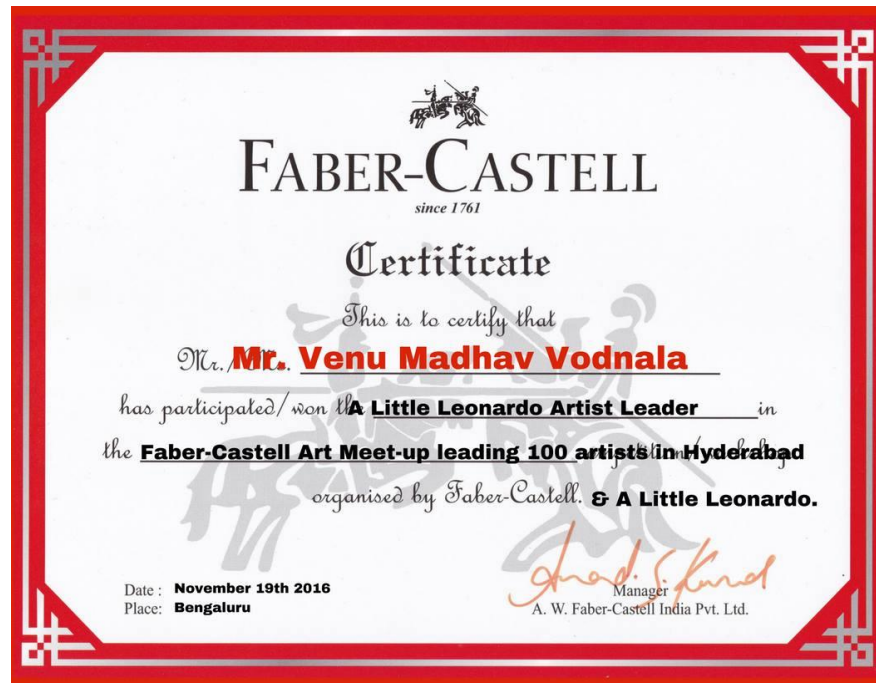 FABER-CASTELL
since 1761
Certificate
This is to certify that
Mr./ Mr. Venu Madhav Vodnala
has participated/won the A Little Leonardo Artist Leader in
the Faber-Castell Art Meet-up leading 100 artists in Hyderabad
organised by Faber-Castell. & A Little Leonardo.
Date : November 19th 2016
Place: Bengaluru
Manager
A. W. Faber-Castell India Pvt. Ltd.